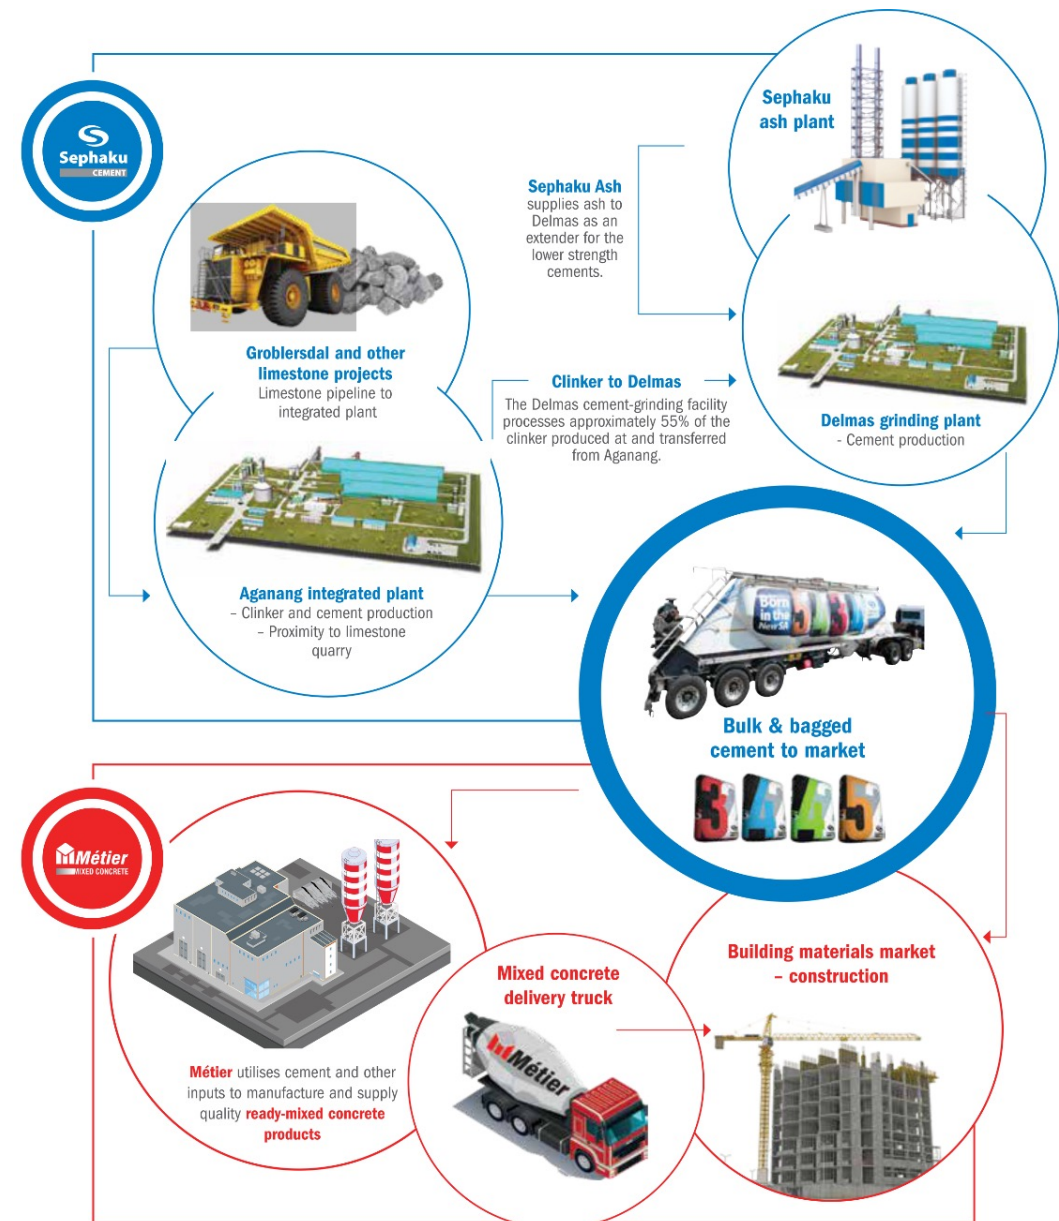 Sephaku
ash plant
Sephaku
CEMENT
Sephaku Ash
supplies ash to
Delmas as an
extender for the
lower strength
cements.
Groblersdal and other
limestone projects
Limestone pipeline to
integrated plant
Clinker to Delmas
The Delmas cement-grinding facility
processes approximately 55% of the
clinker produced at and transferred
from Aganang.
Delmas grinding plant
- Cement production
Aganang integrated plant
– Clinker and cement production
– Proximity to limestone
quarry
Born
in the
New SA
Bulk & bagged
cement to market
3 4 4 5
Métier
MIXED CONCRETE
Métier utilises cement and other
inputs to manufacture and supply
quality ready-mixed concrete
products
Mixed concrete
delivery truck
Métier
Building materials market
– construction